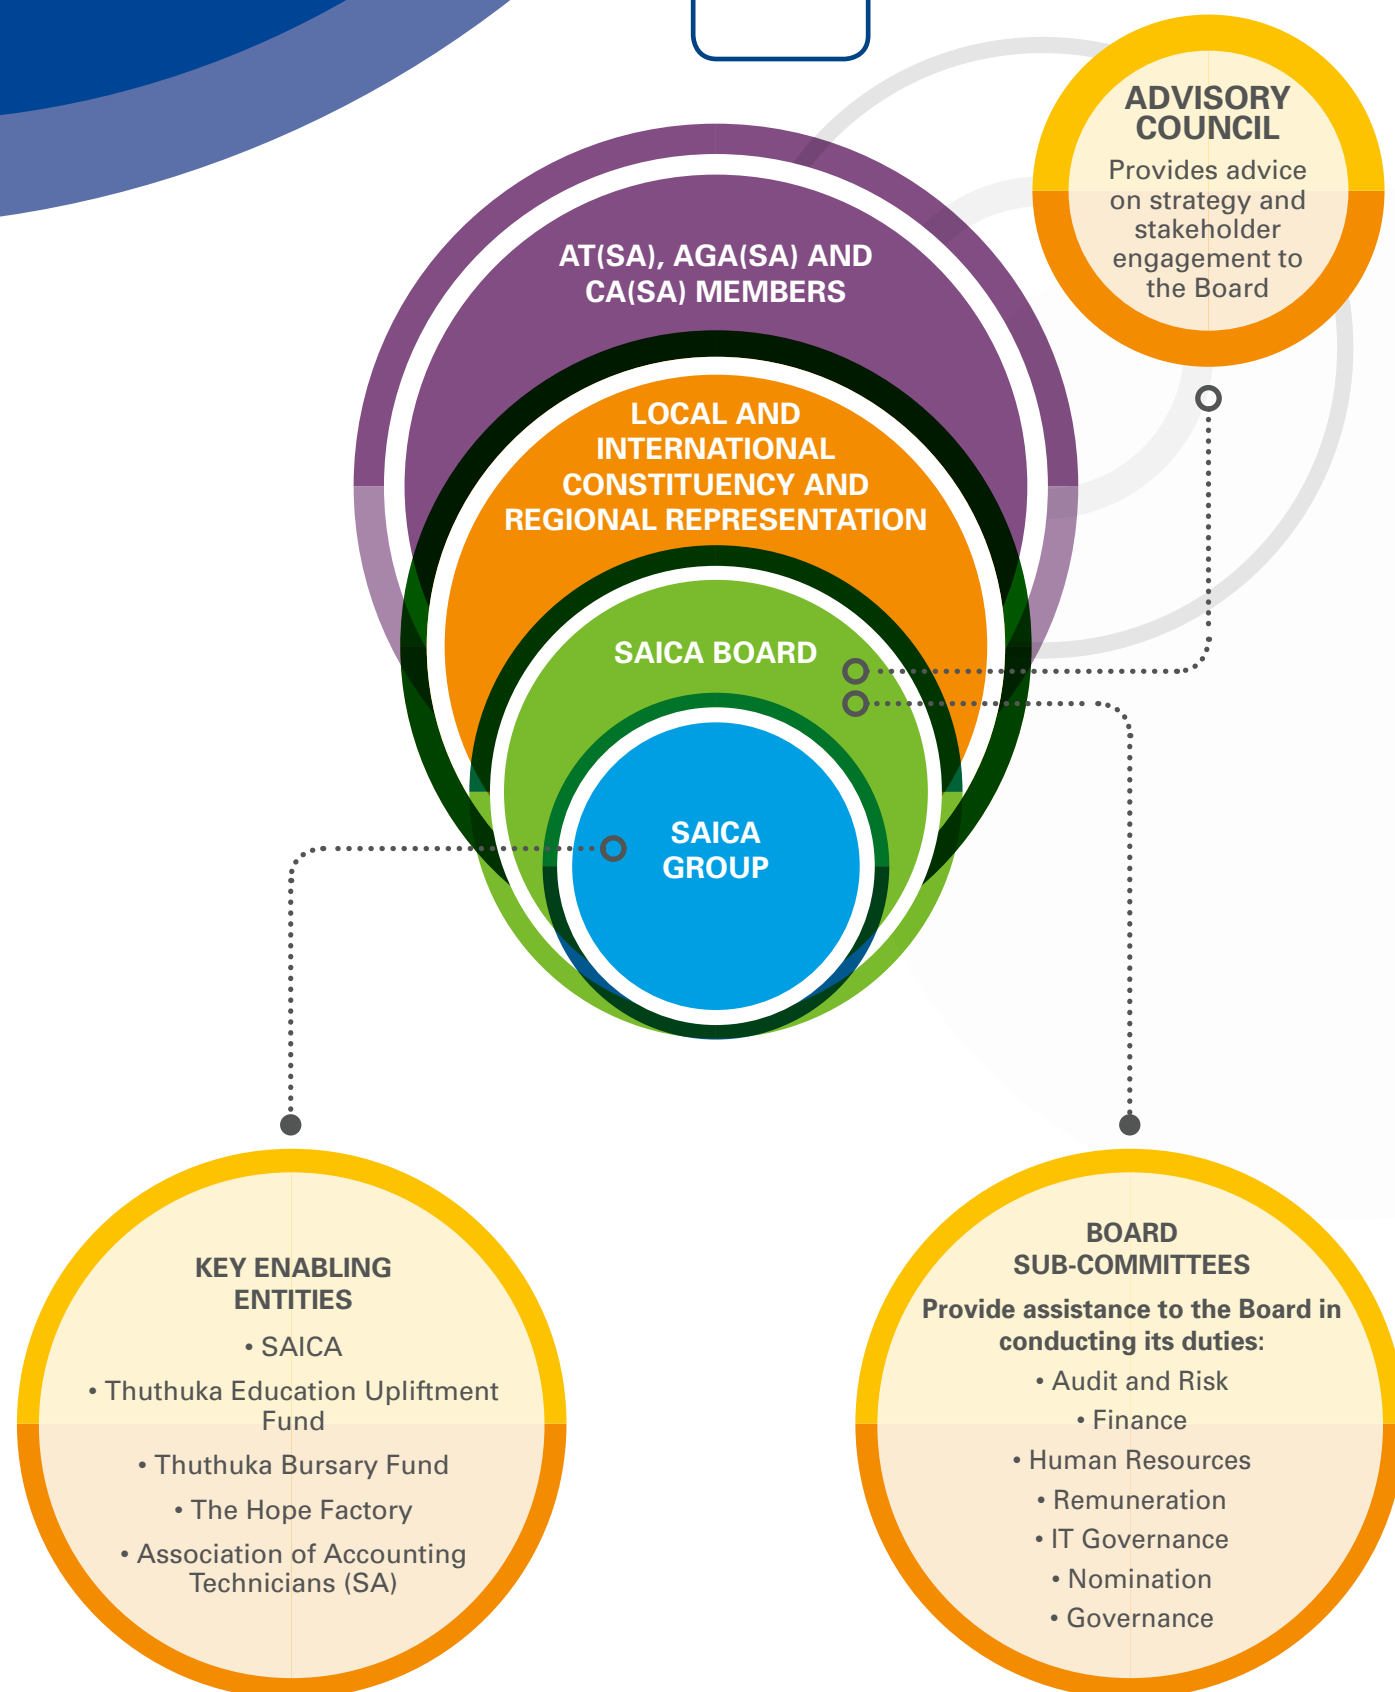 ADVISORY
COUNCIL
Provides advice
on strategy and
stakeholder
engagement to
the Board
AT(SA), AGA(SA) AND
CA(SA) MEMBERS
LOCAL AND
INTERNATIONAL
CONSTITUENCY AND
REGIONAL REPRESENTATION
SAICA BOARD
SAICA
GROUP
KEY ENABLING
ENTITIES
• SAICA
• Thuthuka Education Upliftment
Fund
• Thuthuka Bursary Fund
• The Hope Factory
• Association of Accounting
Technicians (SA)
BOARD
SUB-COMMITTEES
Provide assistance to the Board in
conducting its duties:
• Audit and Risk
• Finance
• Human Resources
• Remuneration
• IT Governance
• Nomination
• Governance